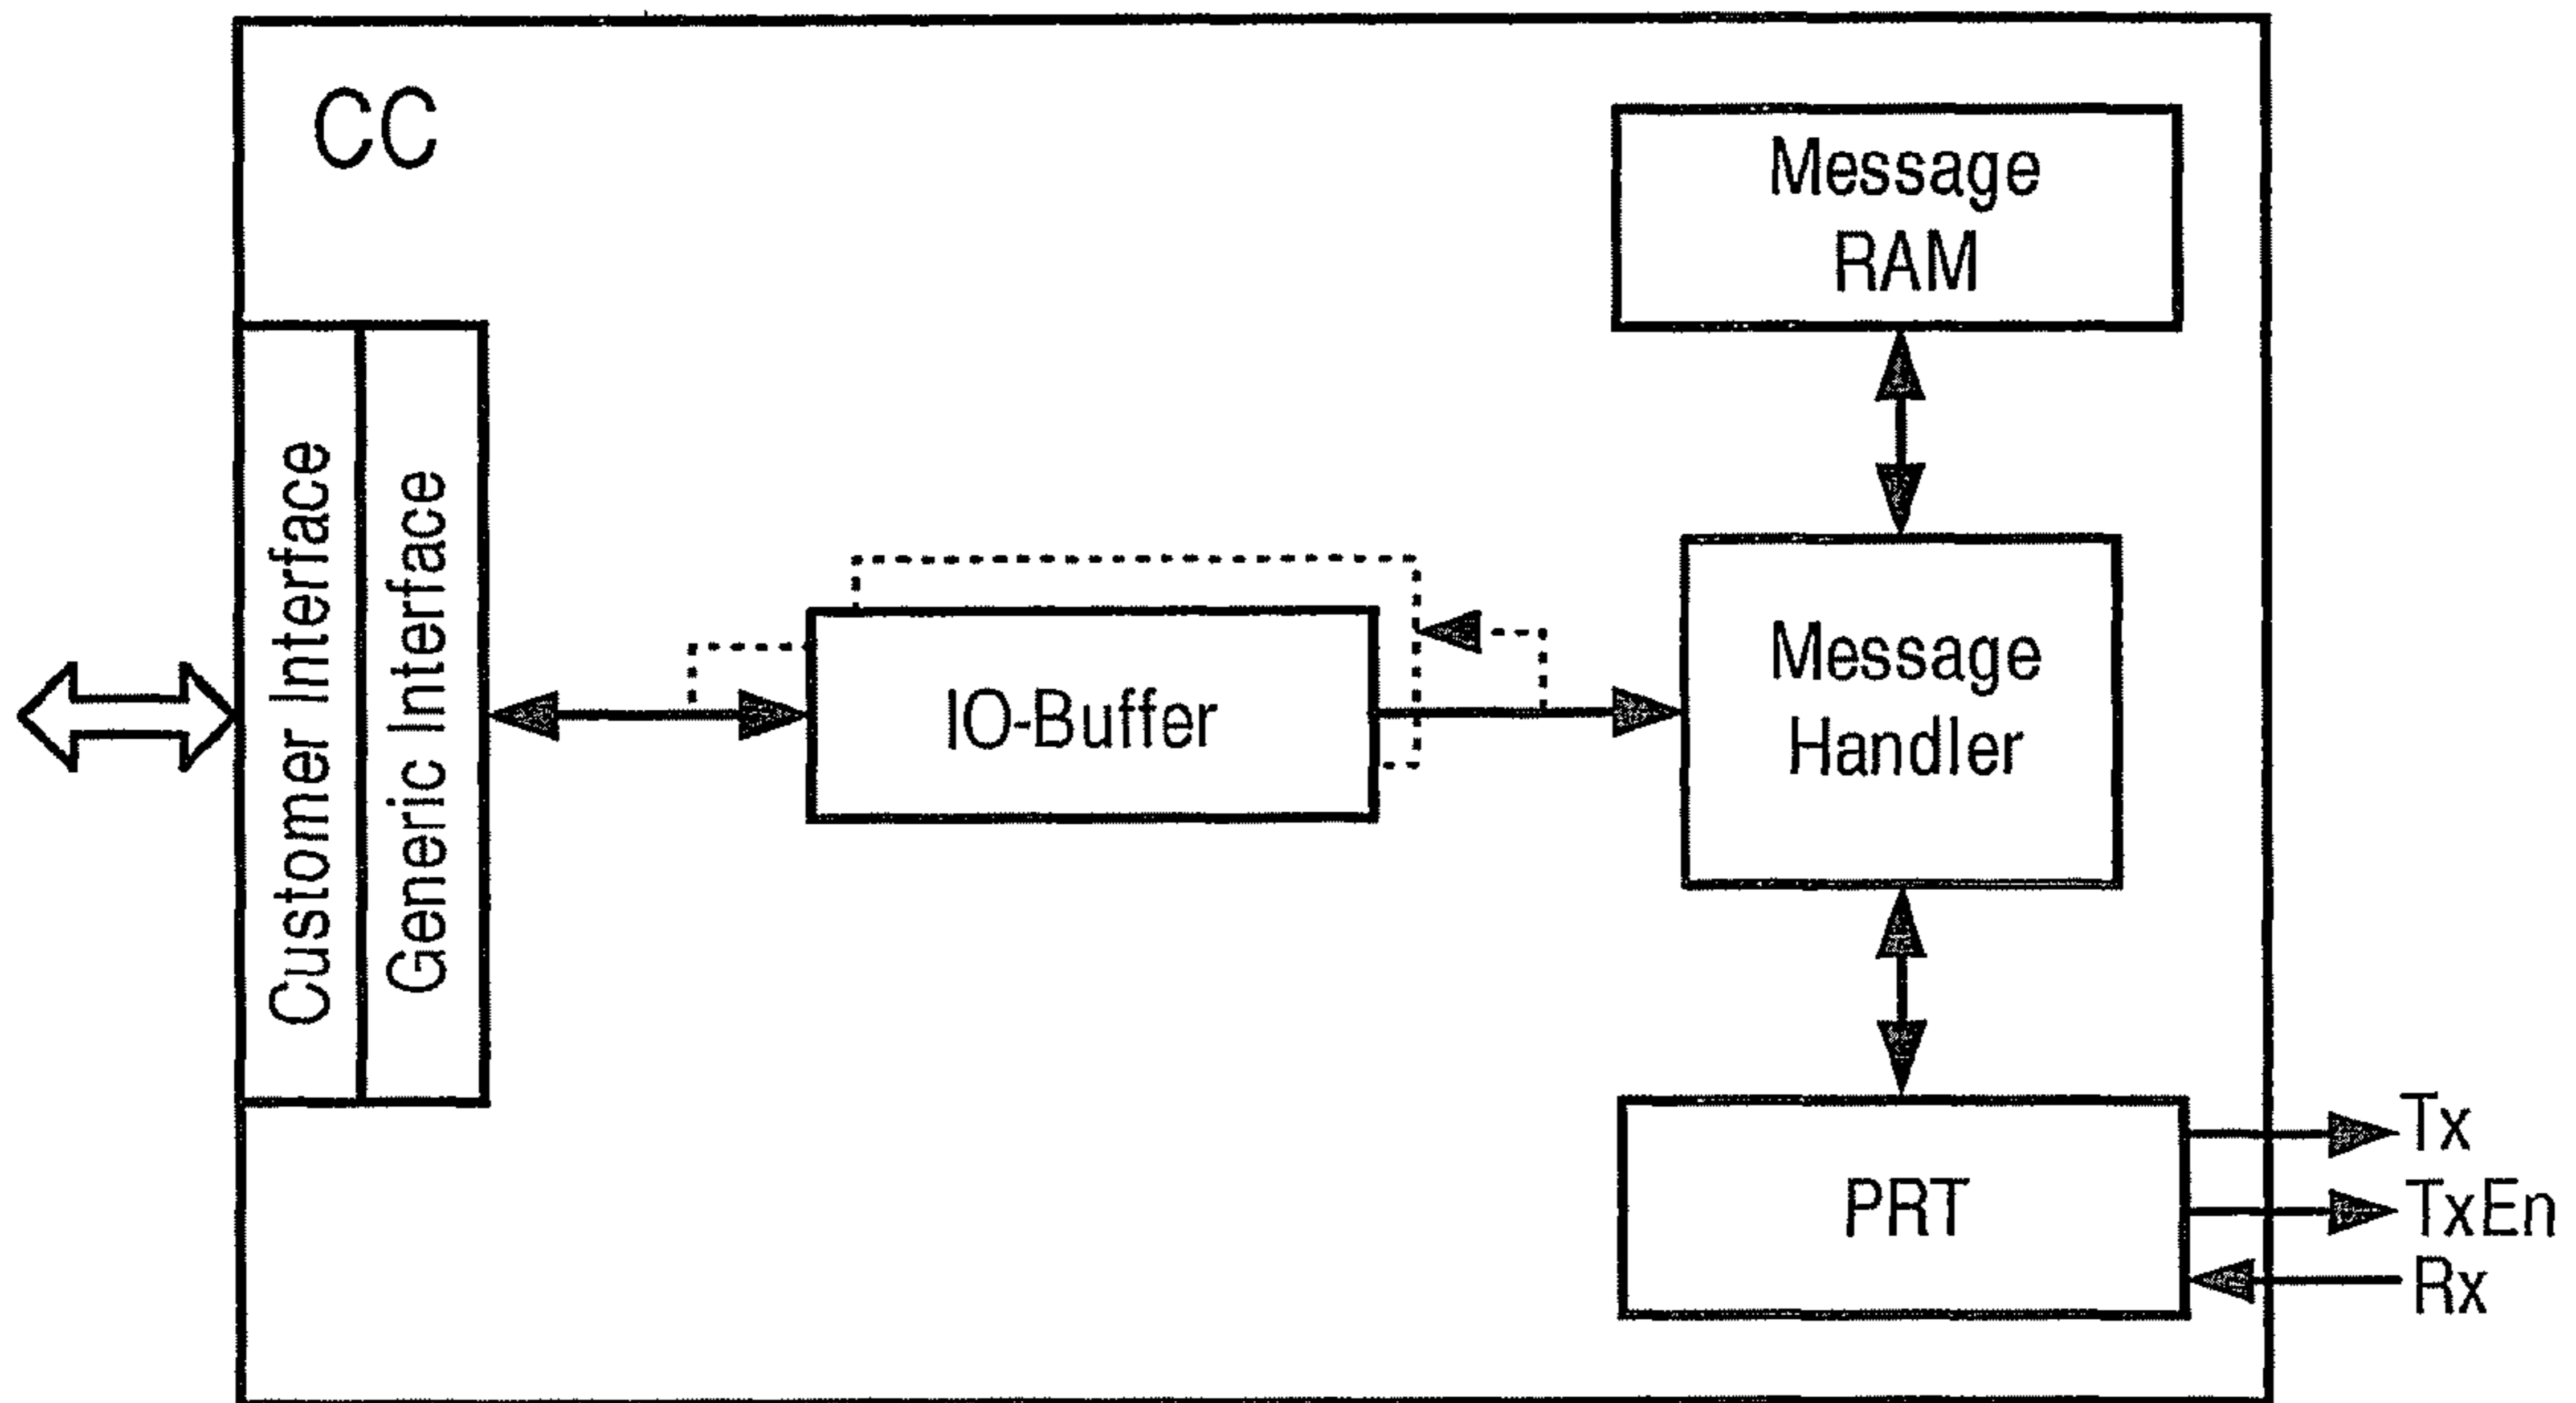 CC
Message
RAM
Customer Interface
Generic Interface
IO-Buffer
Message
Handler
PRT
Tx
TxEn
Rx